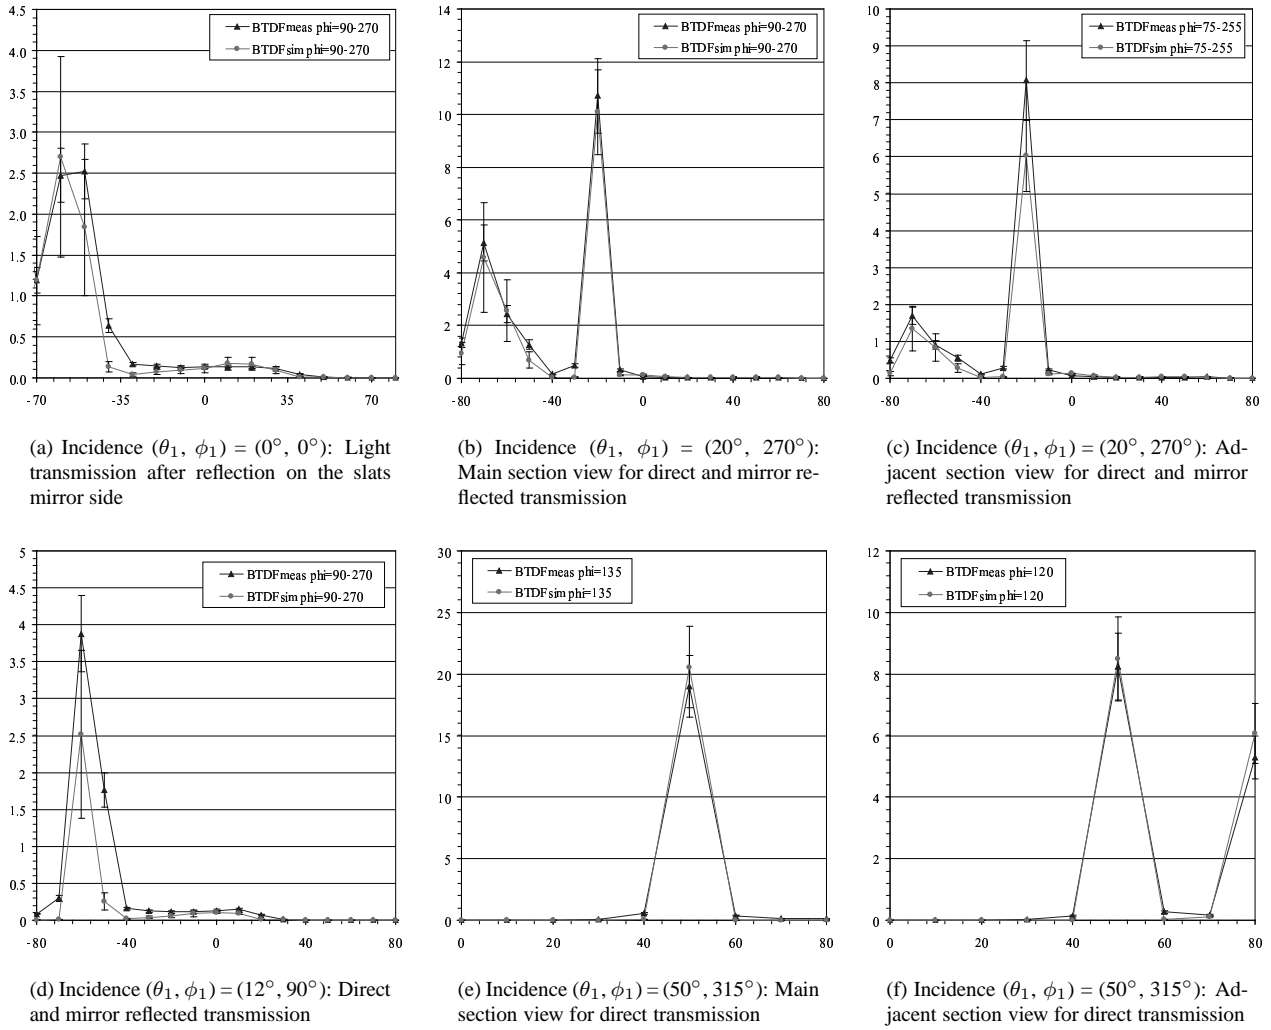 4.5
4.0
3.5
3.0
2.5
2.0
1.5
1.0
0.5
0.0
-70 -35 0 35 70
BTDFmeas phi=90-270
BTDFsim phi=90-270
(a) Incidence (θ1, ϕ1) = (0°, 0°): Light
transmission after reflection on the slats
mirror side
14
12
10
8
6
4
2
0
-80 -40 0 40 80
BTDFmeas phi=90-270
BTDFsim phi=90-270
(b) Incidence (θ1, ϕ1) = (20°, 270°):
Main section view for direct and mirror re-
flected transmission
10
9
8
7
6
5
4
3
2
1
0
-80 -40 0 40 80
BTDFmeas phi=75-255
BTDFsim phi=75-255
(c) Incidence (θ1, ϕ1) = (20°, 270°): Ad-
jacent section view for direct and mirror
reflected transmission
5
4.5
4
3.5
3
2.5
2
1.5
1
0.5
0
-80 -40 0 40 80
BTDFmeas phi=90-270
BTDFsim phi=90-270
(d) Incidence (θ1, ϕ1) = (12°, 90°): Direct
and mirror reflected transmission
30
25
20
15
10
5
0
0 20 40 60 80
BTDFmeas phi=135
BTDFsim phi=135
(e) Incidence (θ1, ϕ1) = (50°, 315°): Main
section view for direct transmission
12
10
8
6
4
2
0
0 20 40 60 80
BTDFmeas phi=120
BTDFsim phi=120
(f) Incidence (θ1, ϕ1) = (50°, 315°): Ad-
jacent section view for direct transmission